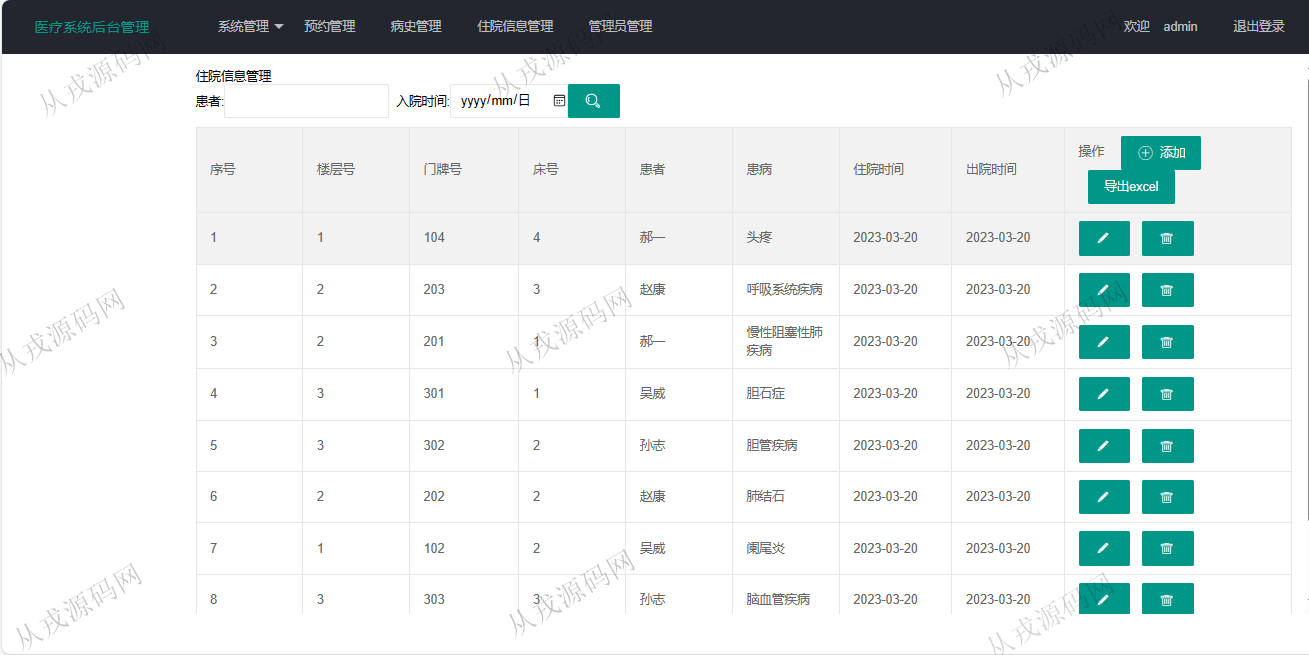 医疗系统后台管理 系统管理 预约管理 病史管理 住院信息管理 管理员管理 欢迎 admin 退出登录
住院信息管理
患者: 入院时间: yyyy/mm/日
序号 楼层号 门牌号 床号 患者 患病 住院时间 出院时间 操作 添加
导出excel
1 1 104 4 郝一 头疼 2023-03-20 2023-03-20
2 2 203 3 赵康 呼吸系统疾病 2023-03-20 2023-03-20
3 2 201 1 郝一 慢性阻塞性肺 2023-03-20 2023-03-20
疾病
4 3 301 1 吴威 胆石症 2023-03-20 2023-03-20
5 3 302 2 孙志 胆管疾病 2023-03-20 2023-03-20
6 2 202 2 赵康 肺结石 2023-03-20 2023-03-20
7 1 102 2 吴威 阑尾炎 2023-03-20 2023-03-20
8 3 303 3 孙志 脑血管疾病 2023-03-20 2023-03-20
从戎源码网
从戎源码网
从戎源码网
从戎源码网
从戎源码网
从戎源码网
从戎源码网
从戎源码网
从戎源码网